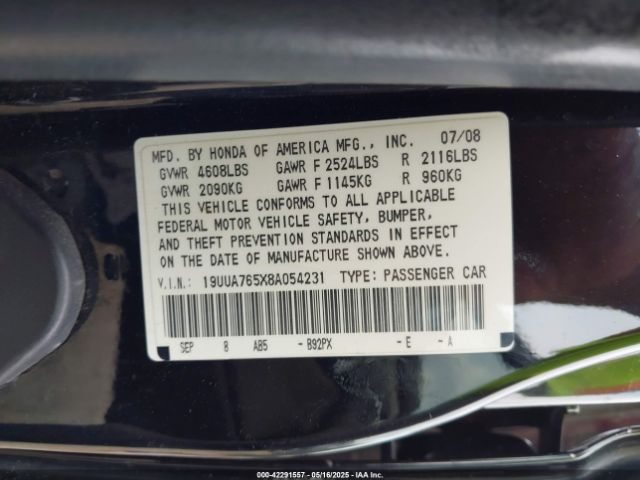 MFD. BY HONDA OF AMERICA MFG., INC. 07/08
GVWR 4608LBS GAWR F 2524LBS R 2116LBS
GVWR 2090KG GAWR F 1145KG R 960KG
THIS VEHICLE CONFORMS TO ALL APPLICABLE
FEDERAL MOTOR VEHICLE SAFETY, BUMPER,
AND THEFT PREVENTION STANDARDS IN EFFECT
ON THE DATE OF MANUFACTURE SHOWN ABOVE.
V.I.N.: 19UUA765X8A054231 TYPE: PASSENGER CAR
SEP 8 AB5 -B92PX -E -A
000-42291557 - 05/16/2025 - IAAI, Inc.